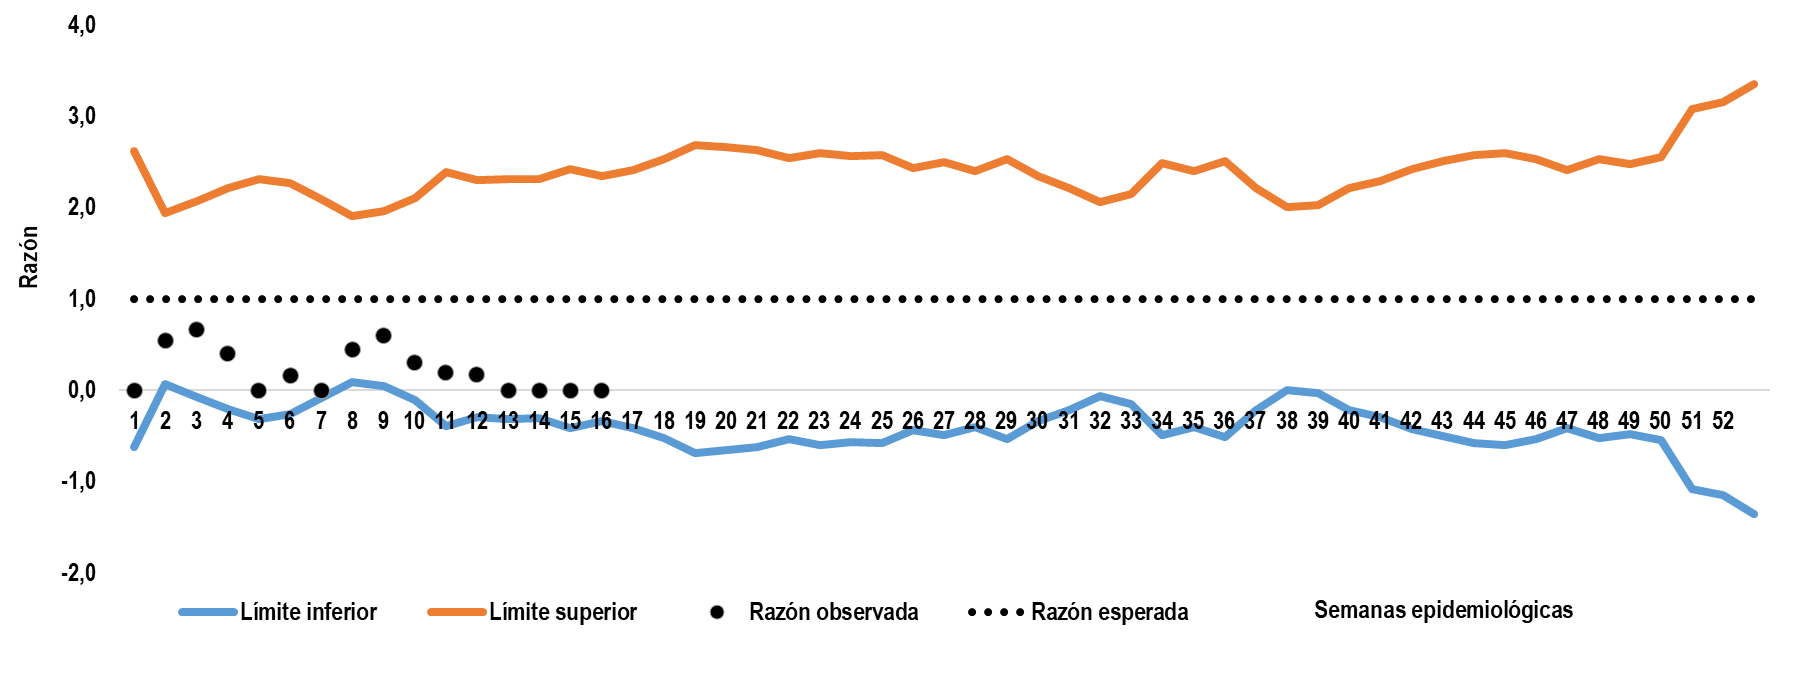 4,0
3,0
2,0
1,0
0,0
-1,0
-2,0
Razón
1 2 3 4 5 6 7 8 9 10 11 12 13 14 15 16 17 18 19 20 21 22 23 24 25 26 27 28 29 30 31 32 33 34 35 36 37 38 39 40 41 42 43 44 45 46 47 48 49 50 51 52
Límite inferior Límite superior Razón observada Razón esperada Semanas epidemiológicas